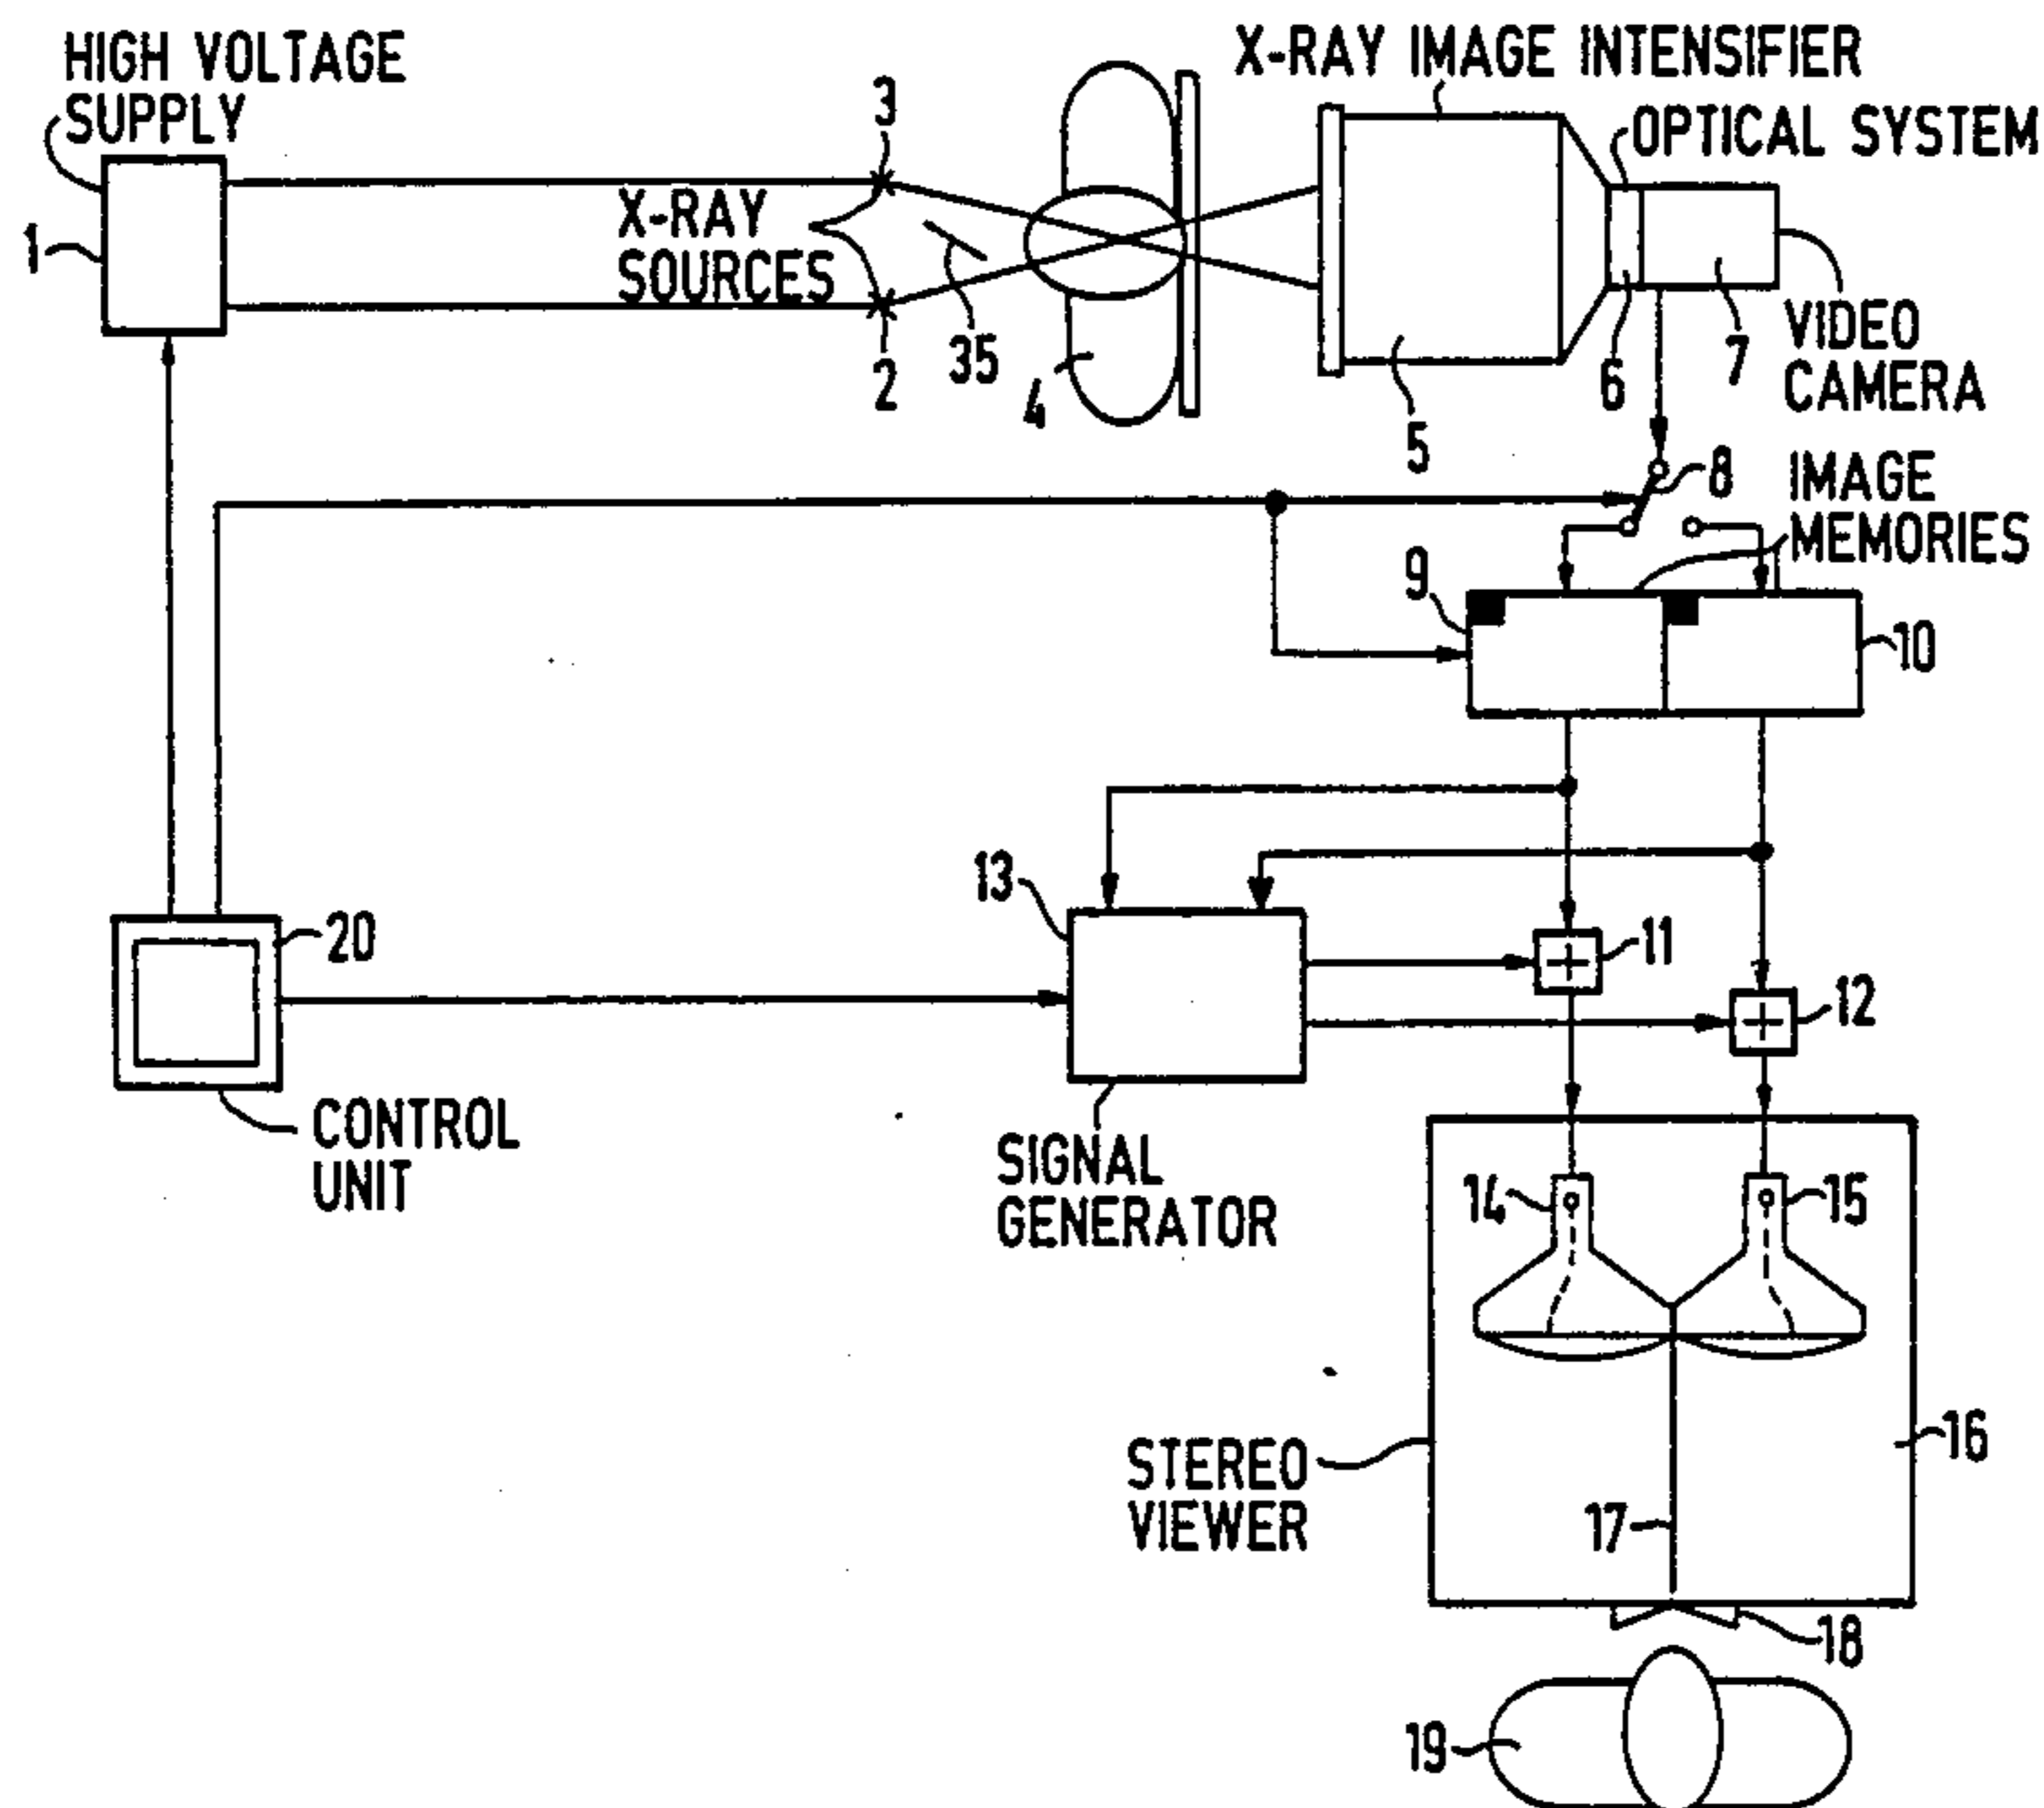 HIGH VOLTAGE
SUPPLY
3
X-RAY IMAGE INTENSIFIER
OPTICAL SYSTEM
1
X-RAY
SOURCES
2
35
4
5
6
7
VIDEO
CAMERA
8
IMAGE
MEMORIES
9
10
13
11
20
12
CONTROL
UNIT
SIGNAL
GENERATOR
14
15
STEREO
VIEWER
16
17
18
19